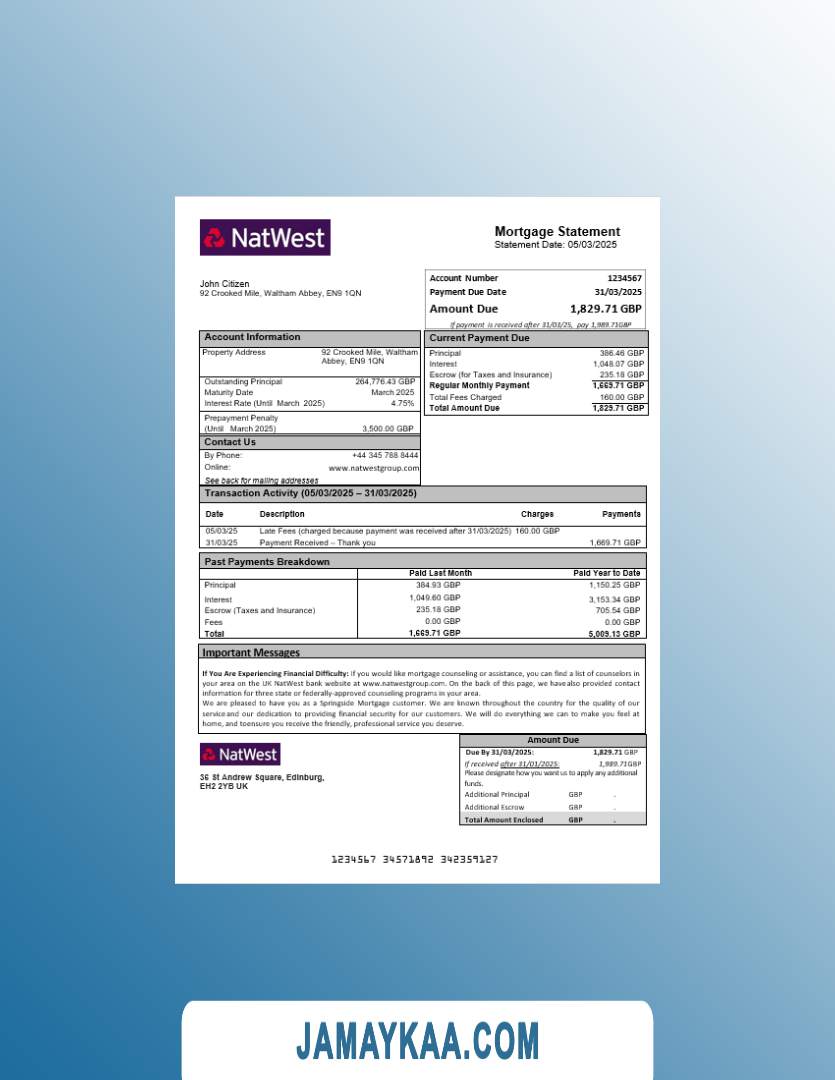 NatWest
Mortgage Statement
Statement Date: 05/03/2025
John Citizen
92 Crooked Mile, Waltham Abbey, EN9 1QN
Account Number 1234567
Payment Due Date 31/03/2025
Amount Due 1,829.71 GBP
If payment is received after 31/03/25, pay 1,989.71GBP
Account Information
Property Address 92 Crooked Mile, Waltham
Abbey, EN9 1QN
Outstanding Principal 264,776.43 GBP
Maturity Date March 2025
Interest Rate (Until March 2025) 4.75%
Prepayment Penalty
(Until March 2025) 3,500.00 GBP
Contact Us
By Phone: +44 345 788 8444
Online: www.natwestgroup.com
See back for mailing addresses
Current Payment Due
Principal 386.46 GBP
Interest 1,048.07 GBP
Escrow (for Taxes and Insurance) 235.18 GBP
Regular Monthly Payment 1,669.71 GBP
Total Fees Charged 160.00 GBP
Total Amount Due 1,829.71 GBP
Transaction Activity (05/03/2025 – 31/03/2025)
Date Description Charges Payments
05/03/25 Late Fees (charged because payment was received after 31/03/2025) 160.00 GBP
31/03/25 Payment Received – Thank you 1,669.71 GBP
Past Payments Breakdown
Paid Last Month Paid Year to Date
Principal 384.93 GBP 1,150.25 GBP
Interest 1,049.60 GBP 3,153.34 GBP
Escrow (Taxes and Insurance) 235.18 GBP 705.54 GBP
Fees 0.00 GBP 0.00 GBP
Total 1,669.71 GBP 5,009.13 GBP
Important Messages
If You Are Experiencing Financial Difficulty: If you would like mortgage counseling or assistance, you can find a list of counselors in
your area on the UK NatWest bank website at www.natwestgroup.com. On the back of this page, we havealso provided contact
information for three state or federally-approved counseling programs in your area.
We are pleased to have you as a Springside Mortgage customer. We are known throughout the country for the quality of our
serviceand our dedication to providing financial security for our customers. We will do everything we can to make you feel at
home, and toensure you receive the friendly, professional service you deserve.
NatWest
36 St Andrew Square, Edinburg,
EH2 2YB UK
Amount Due
Due By 31/03/2025: 1,829.71 GBP
If received after 31/01/2025: 1,989.71GBP
Please designate how you want us to apply any additional
funds.
Additional Principal GBP .
Additional Escrow GBP .
Total Amount Enclosed GBP .
1234567 34571892 342359127
JAMAYKAA.COM